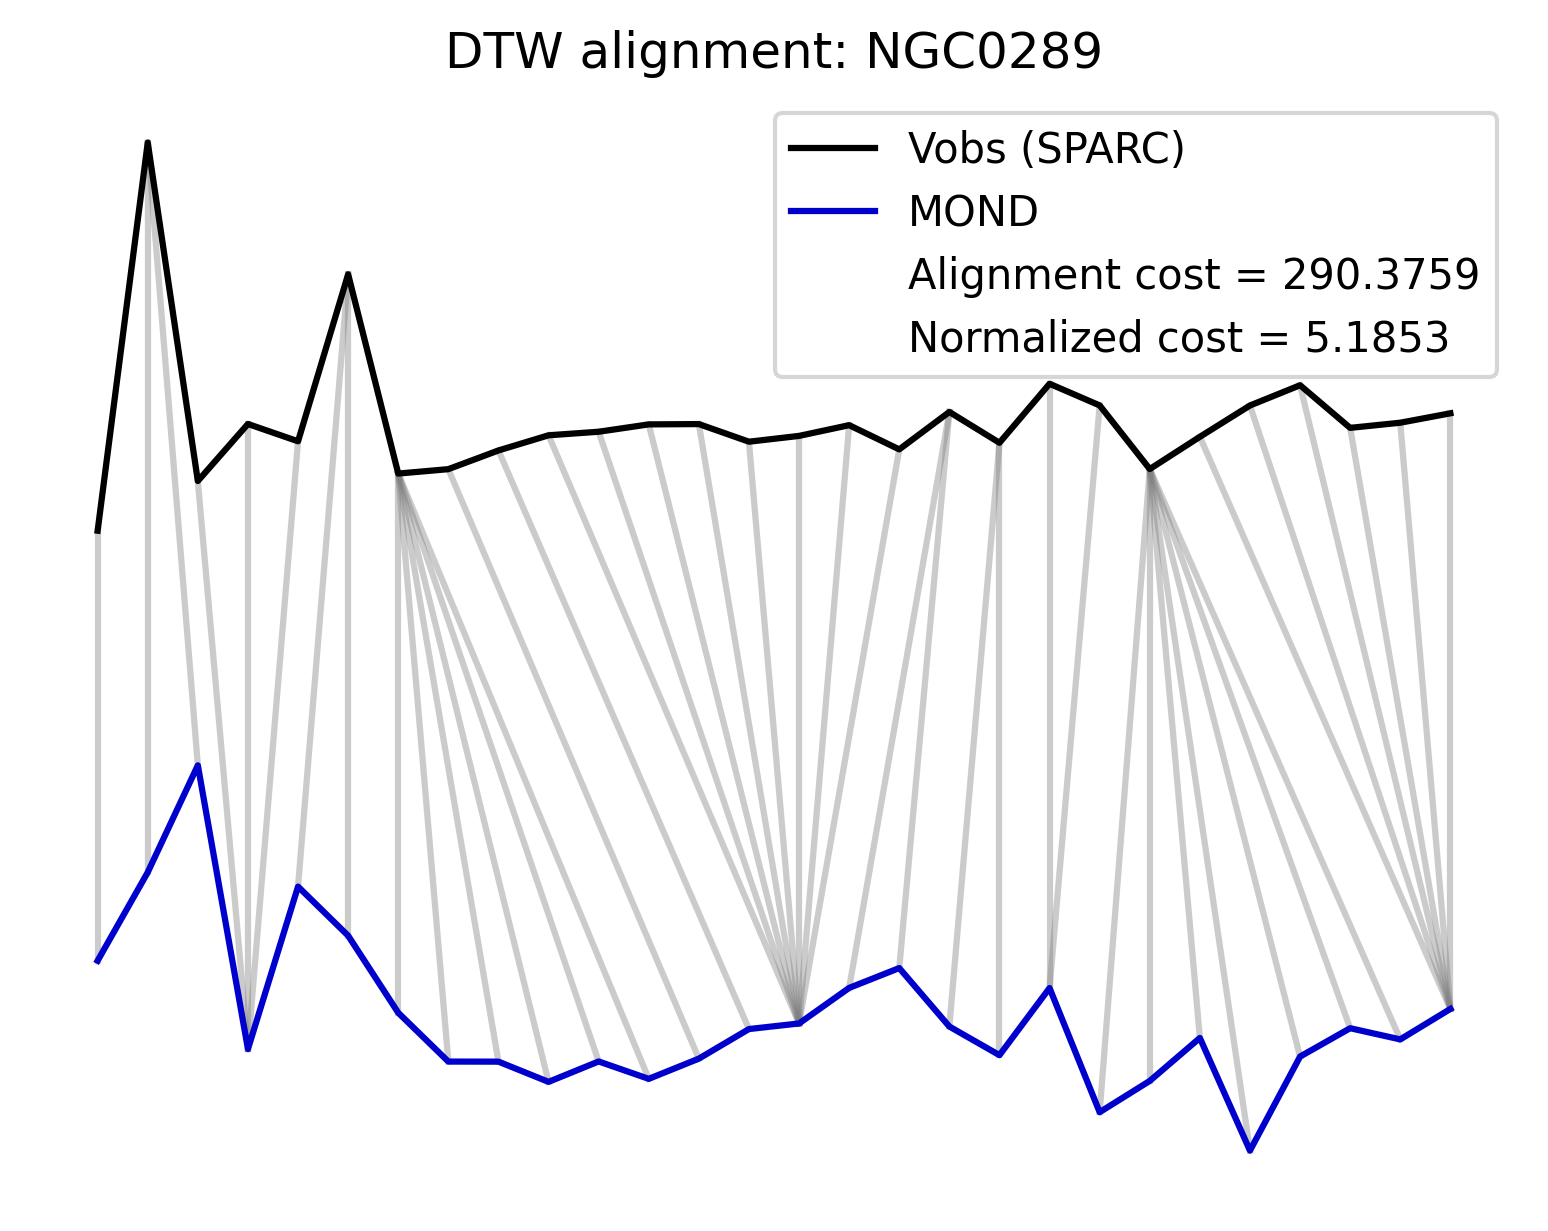 DTW alignment: NGC0289
Vobs (SPARC)
MOND
Alignment cost = 290.3759
Normalized cost = 5.1853